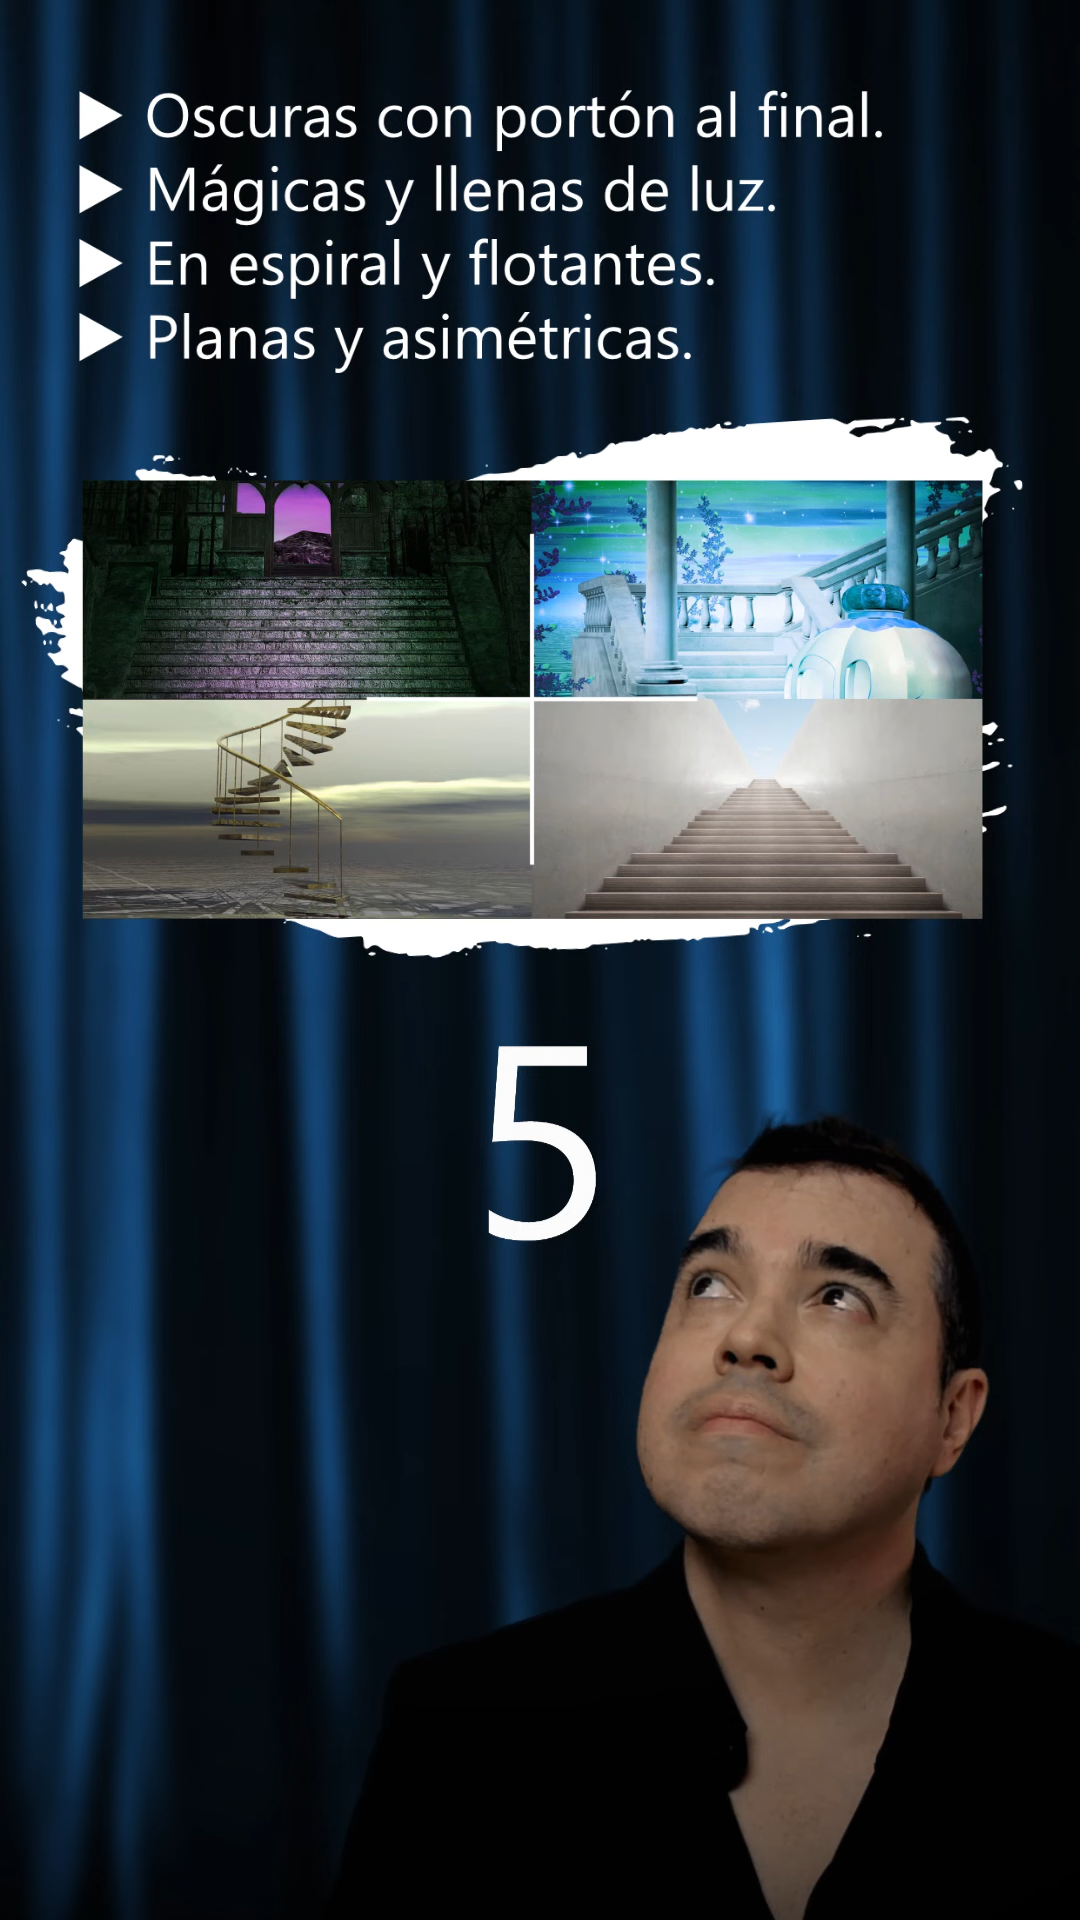 ▶ Oscuras con portón al final.
▶ Mágicas y llenas de luz.
▶ En espiral y flotantes.
▶ Planas y asimétricas.
5